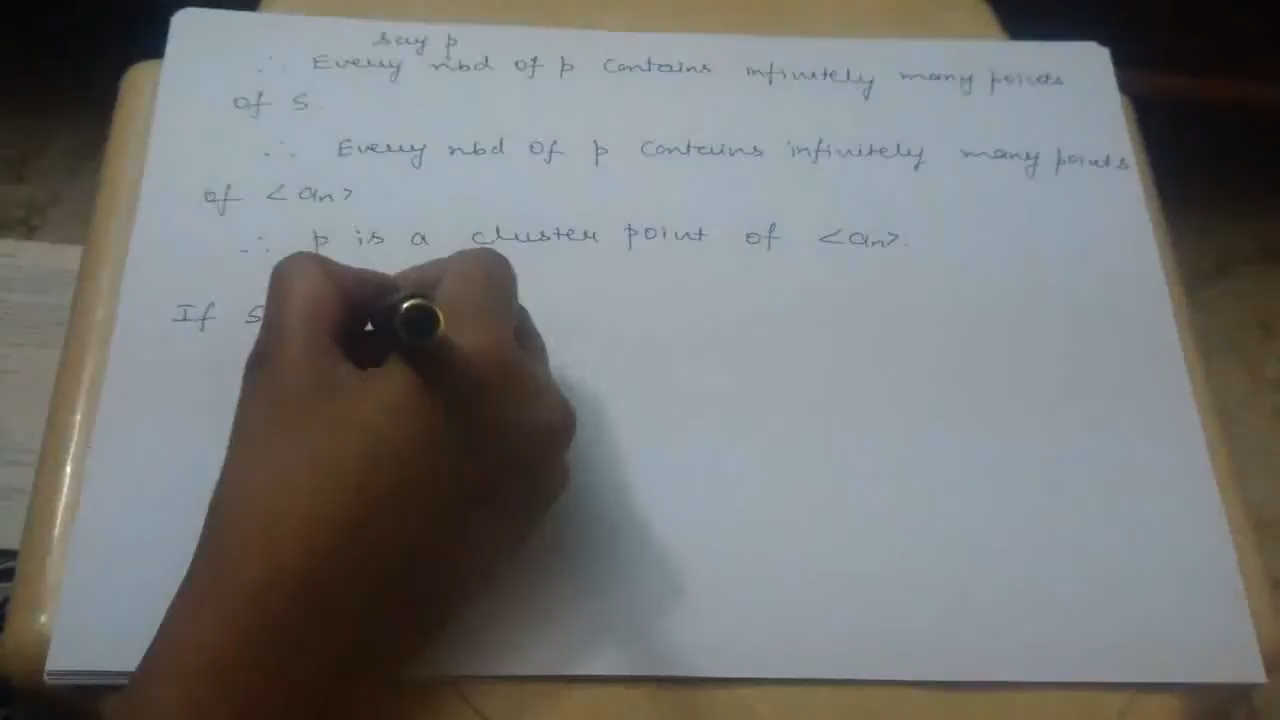 say p
∴ Every nbd of p contains infinitely many points
of S.
∴ Every nbd of p contains infinitely many points
of <an>
∴ p is a cluster point of <an>.
If S